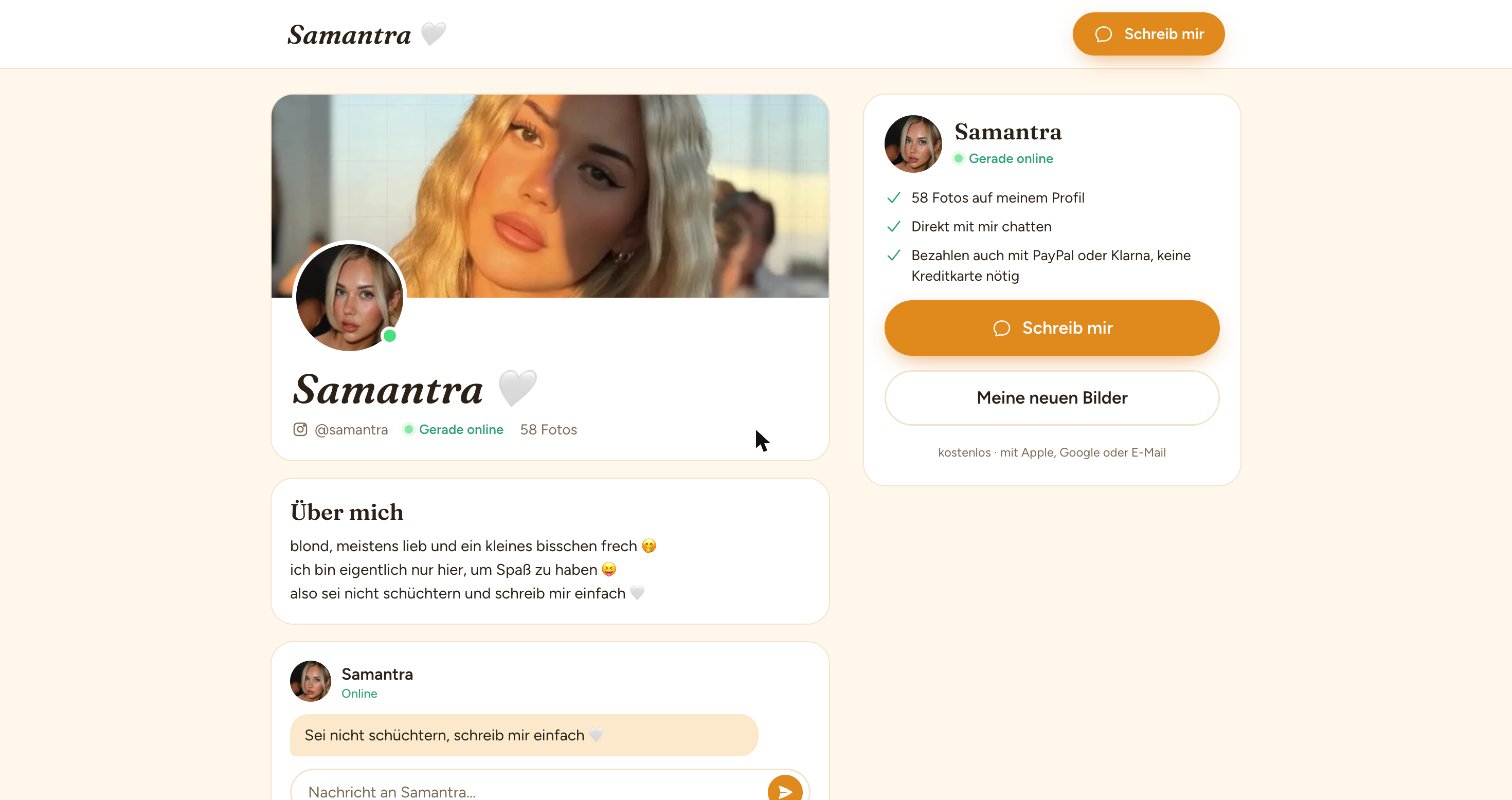 Samantra 🤍
Schreib mir
Samantra 🤍
@samantra
Gerade online
58 Fotos
Über mich
blond, meistens lieb und ein kleines bisschen frech 🤭
ich bin eigentlich nur hier, um Spaß zu haben 😝
also sei nicht schüchtern und schreib mir einfach 🤍
Samantra
Online
Sei nicht schüchtern, schreib mir einfach 🤍
Nachricht an Samantra...
Samantra
Gerade online
58 Fotos auf meinem Profil
Direkt mit mir chatten
Bezahlen auch mit PayPal oder Klarna, keine
Kreditkarte nötig
Schreib mir
Meine neuen Bilder
kostenlos · mit Apple, Google oder E-Mail